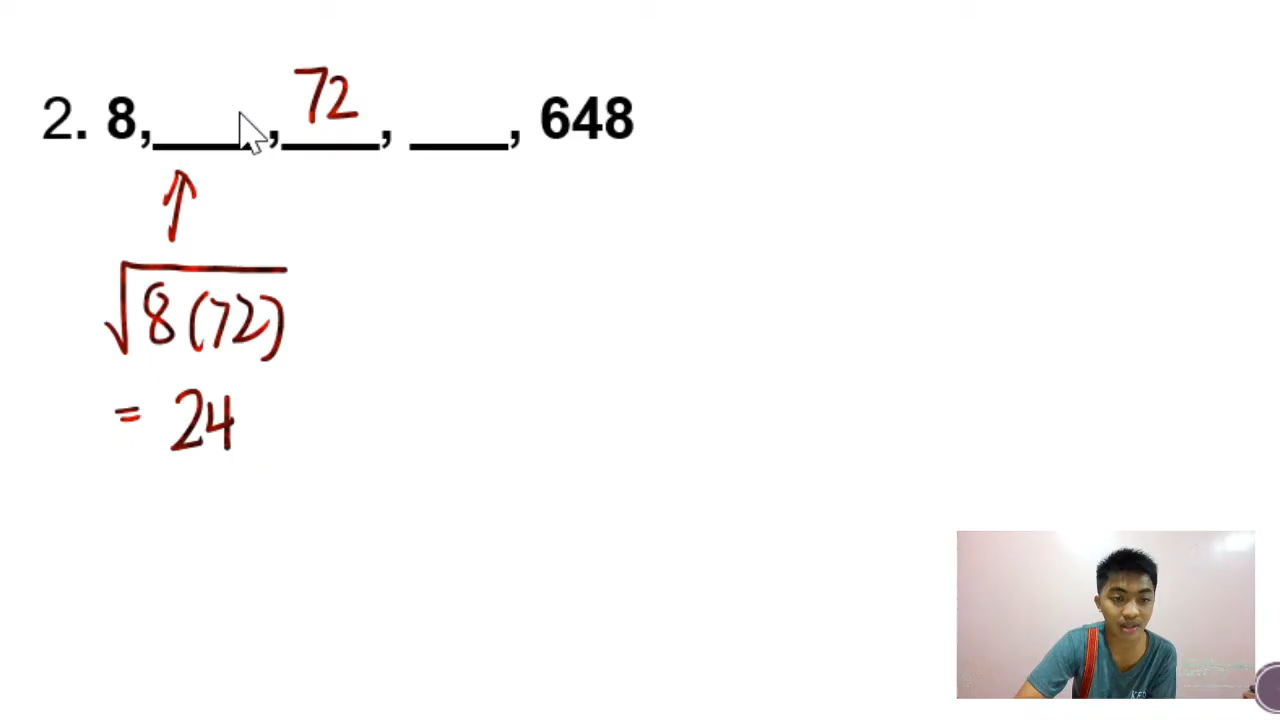 72
2. 8,____,____, ____, 648
↑
√8(72)
= 24